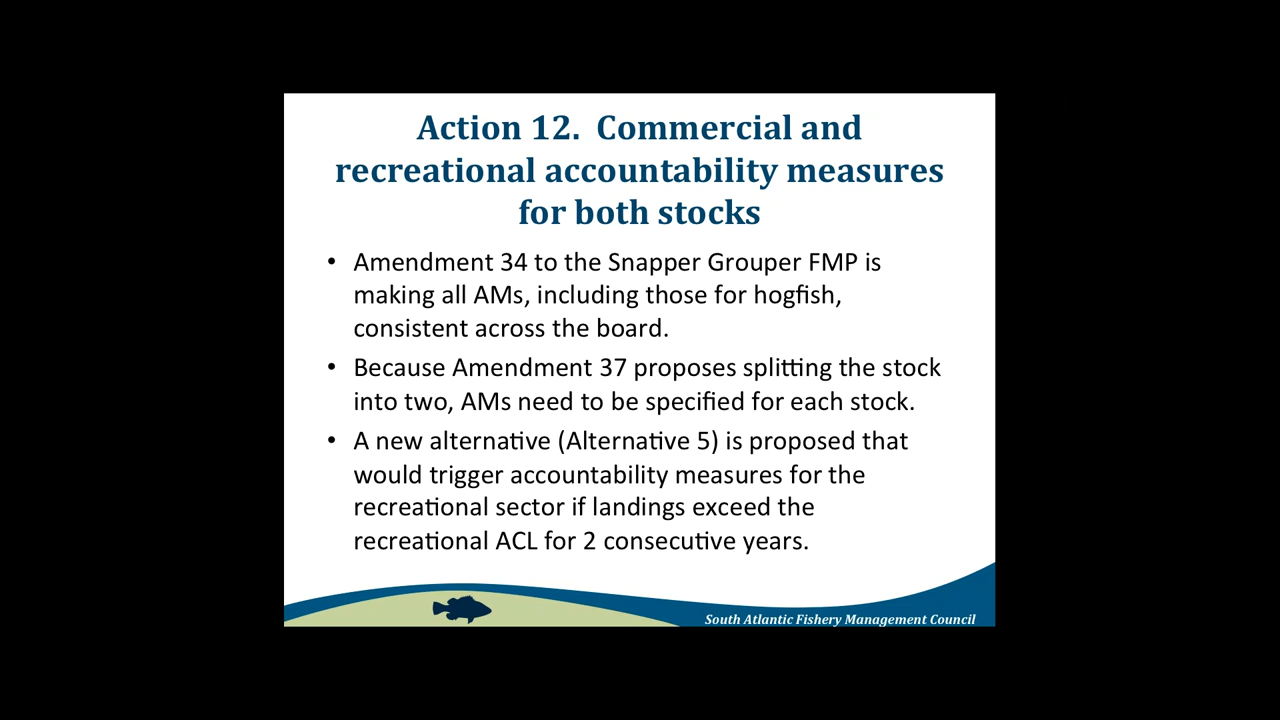 Action 12.  Commercial and
recreational accountability measures
for both stocks
• Amendment 34 to the Snapper Grouper FMP is
making all AMs, including those for hogfish,
consistent across the board.
• Because Amendment 37 proposes splitting the stock
into two, AMs need to be specified for each stock.
• A new alternative (Alternative 5) is proposed that
would trigger accountability measures for the
recreational sector if landings exceed the
recreational ACL for 2 consecutive years.
South Atlantic Fishery Management Council